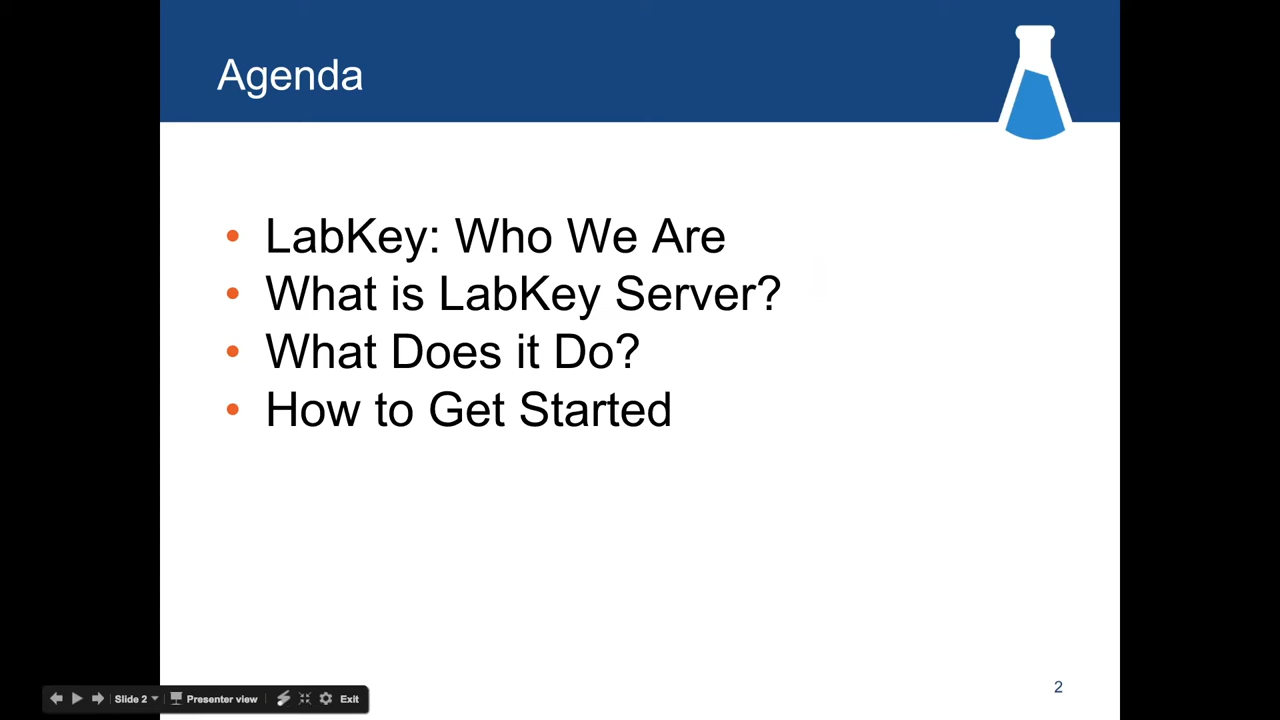 Agenda
• LabKey: Who We Are
• What is LabKey Server?
• What Does it Do?
• How to Get Started
2
Slide 2 Presenter view Exit